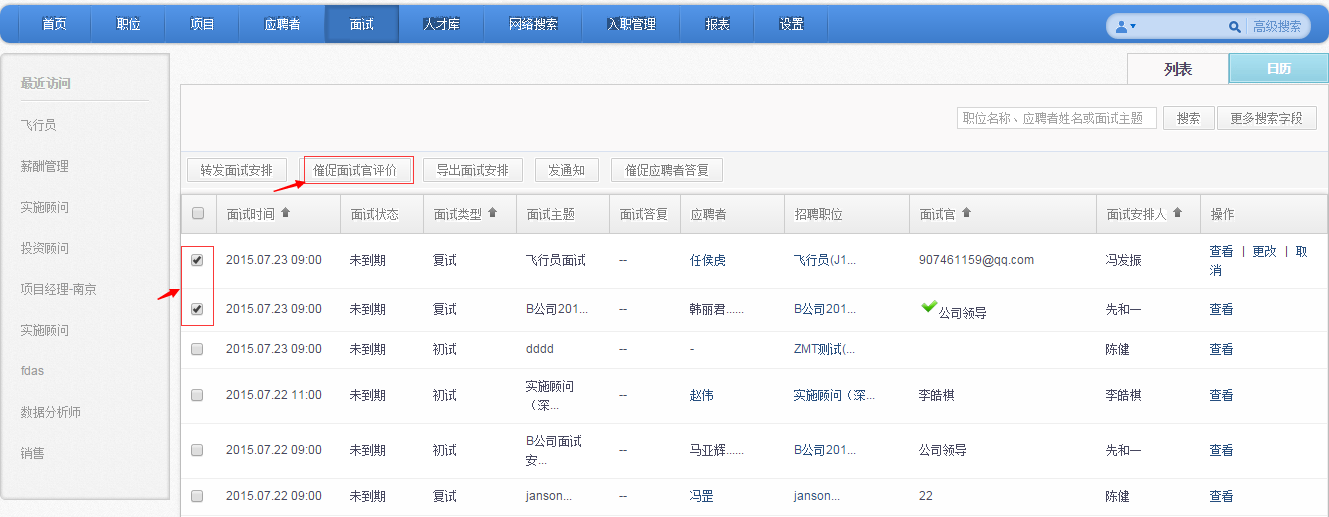 首页 职位 项目 应聘者 面试 人才库 网络搜索 入职管理 报表 设置 高级搜索
列表 日历
最近访问
飞行员
薪酬管理
实施顾问
投资顾问
项目经理-南京
实施顾问
fdas
数据分析师
销售
职位名称、应聘者姓名或面试主题 搜索 更多搜索字段
转发面试安排 催促面试官评价 导出面试安排 发通知 催促应聘者答复
面试时间 面试状态 面试类型 面试主题 面试答复 应聘者 招聘职位 面试官 面试安排人 操作
2015.07.23 09:00 未到期 复试 飞行员面试 -- 任侯虎 飞行员(J1... 907461159@qq.com 冯发振 查看 | 更改 | 取
消
2015.07.23 09:00 未到期 复试 B公司201... -- 韩丽君...... B公司201... 公司领导 先和一 查看
2015.07.23 09:00 未到期 初试 dddd -- - ZMT测试(... 陈健 查看
2015.07.22 11:00 未到期 初试 实施顾问
（深... -- 赵伟 实施顾问（深... 李皓棋 李皓棋 查看
2015.07.22 09:00 未到期 初试 B公司面试
安... -- 马亚辉...... B公司201... 公司领导 先和一 查看
2015.07.22 09:00 未到期 复试 janson... -- 冯罡 janson... 22 陈健 查看